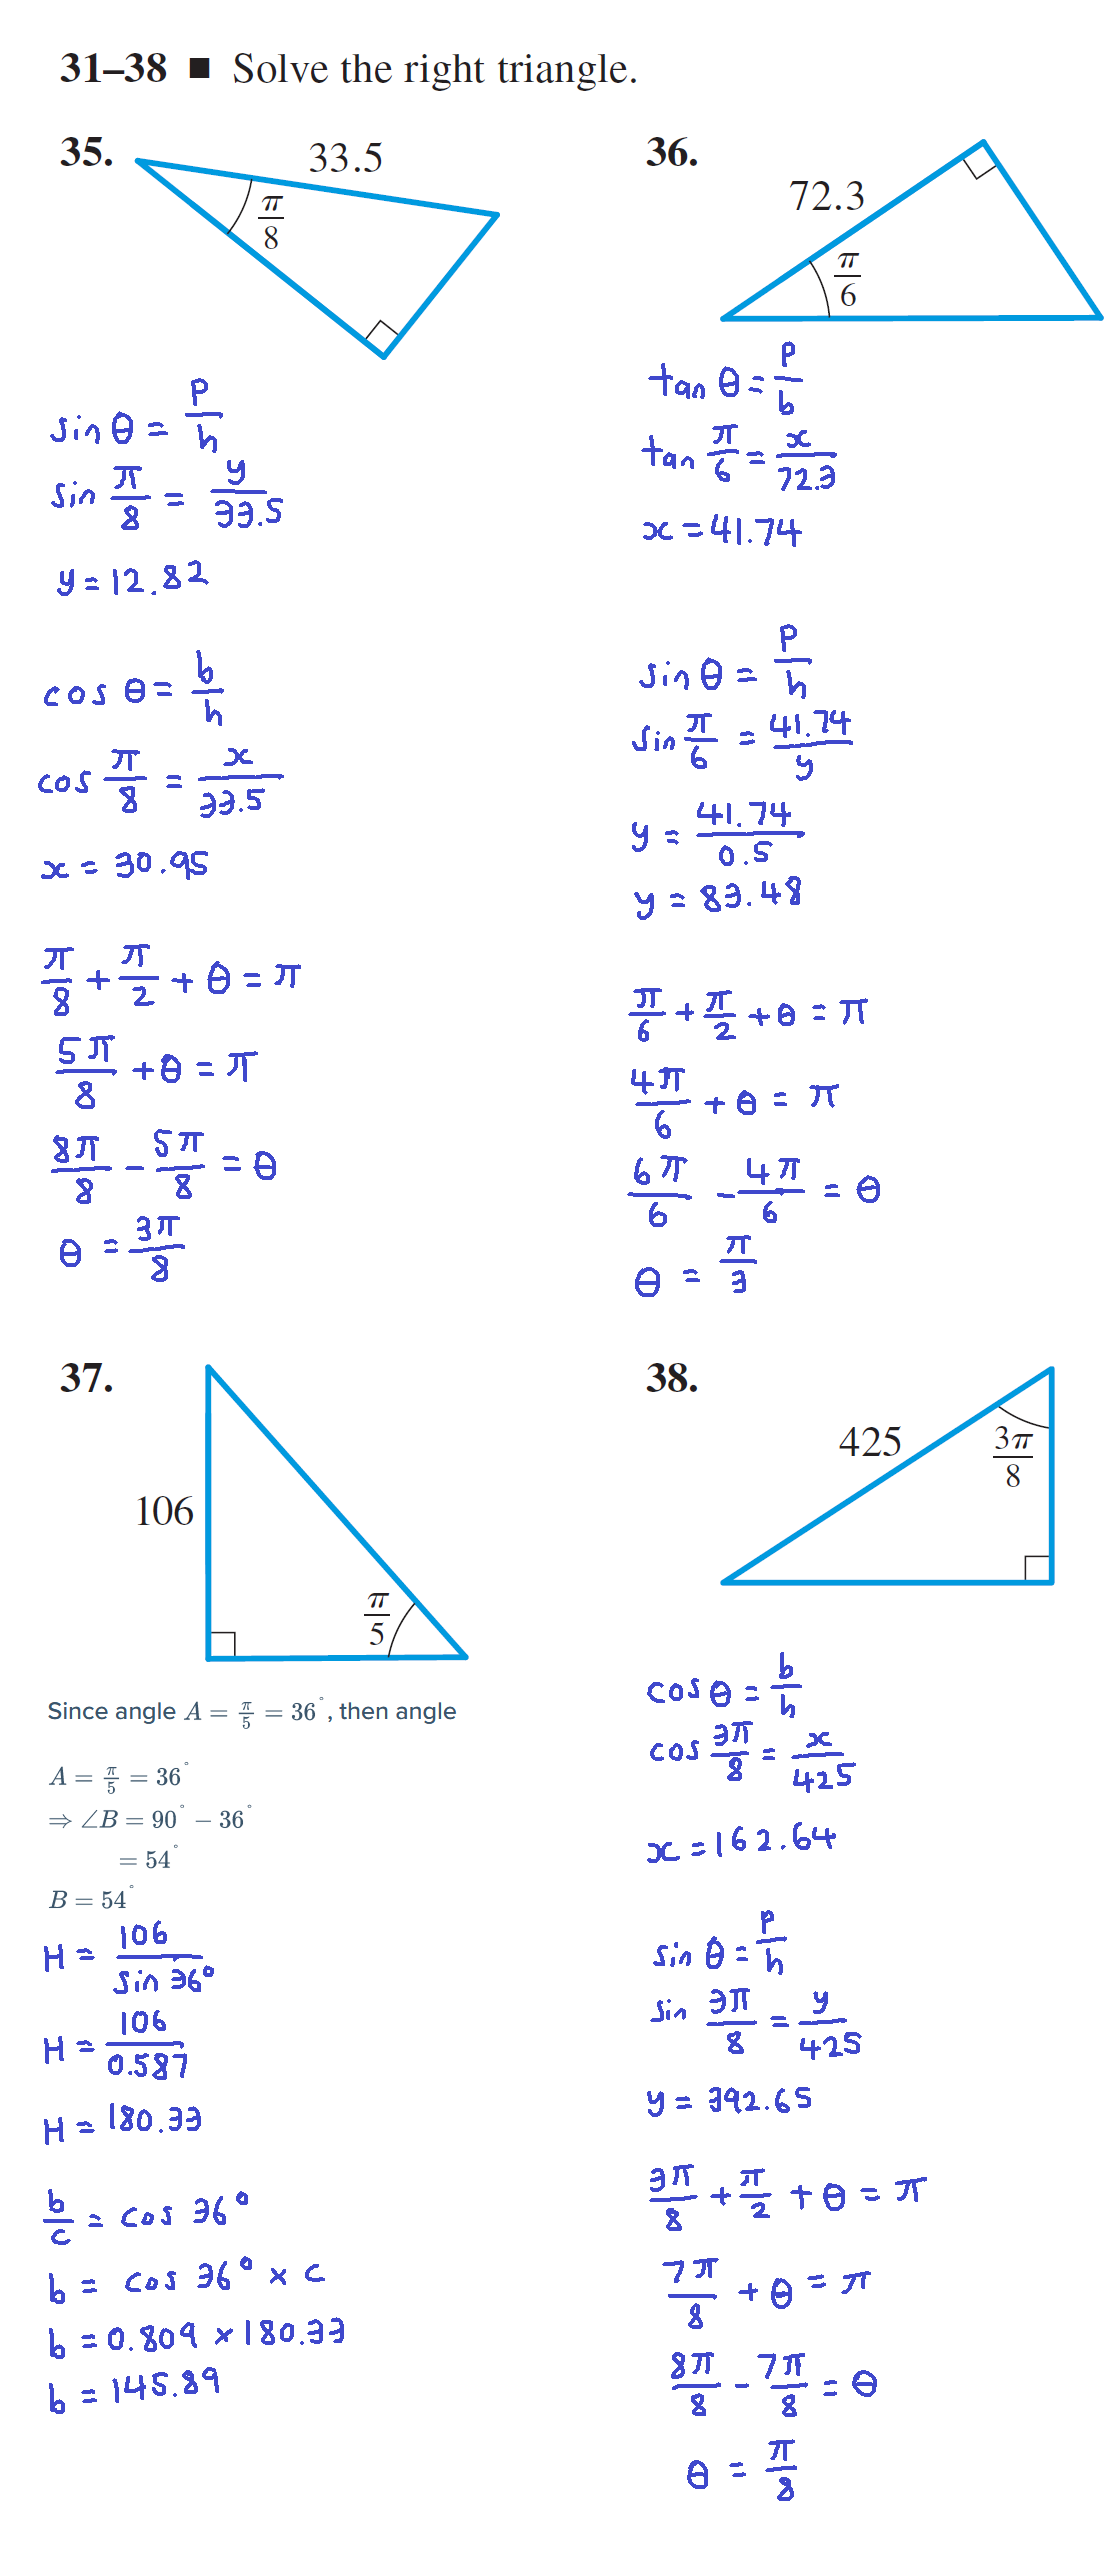 31–38 ■ Solve the right triangle.
35.
33.5
π/8
sin θ = p/h
sin π/8 = y/33.5
y = 12.82
cos θ = b/h
cos π/8 = x/33.5
x = 30.95
π/8 + π/2 + θ = π
5π/8 + θ = π
8π/8 - 5π/8 = θ
θ = 3π/8
36.
72.3
π/6
tan θ = p/b
tan π/6 = x/72.3
x = 41.74
sin θ = p/h
sin π/6 = 41.74/y
y = 41.74/0.5
y = 83.48
π/6 + π/2 + θ = π
4π/6 + θ = π
6π/6 - 4π/6 = θ
θ = π/3
37.
106
π/5
Since angle A = π/5 = 36°, then angle
A = π/5 = 36°
⇒ ∠B = 90° − 36°
= 54°
B = 54°
H = 106/sin 36°
H = 106/0.587
H = 180.33
b/c = cos 36°
b = cos 36° × c
b = 0.809 × 180.33
b = 145.89
38.
425
3π/8
cos θ = b/h
cos 3π/8 = x/425
x = 162.64
sin θ = p/h
sin 3π/8 = y/425
y = 392.65
3π/8 + π/2 + θ = π
7π/8 + θ = π
8π/8 - 7π/8 = θ
θ = π/8